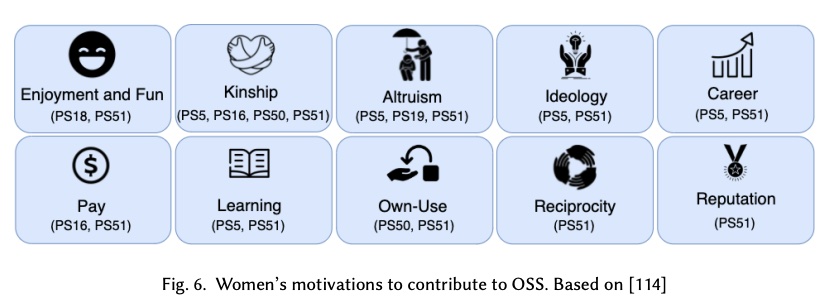 Enjoyment and Fun
(PS18, PS51)
Kinship
(PS5, PS16, PS50, PS51)
Altruism
(PS5, PS19, PS51)
Ideology
(PS5, PS51)
Career
(PS5, PS51)
$
Pay
(PS16, PS51)
Learning
(PS5, PS51)
Own-Use
(PS50, PS51)
Reciprocity
(PS51)
Reputation
(PS51)
Fig. 6. Women's motivations to contribute to OSS. Based on [114]